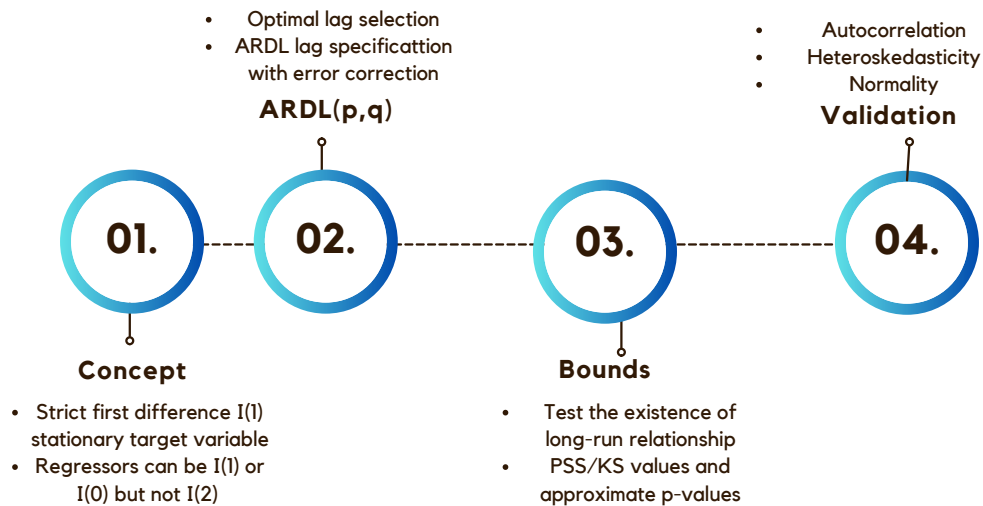 • Optimal lag selection
• ARDL lag specificattion
with error correction
ARDL(p,q)
• Autocorrelation
• Heteroskedasticity
• Normality
Validation
01.
02.
03.
04.
Concept
• Strict first difference I(1)
stationary target variable
• Regressors can be I(1) or
I(0) but not I(2)
Bounds
• Test the existence of
long-run relationship
• PSS/KS values and
approximate p-values